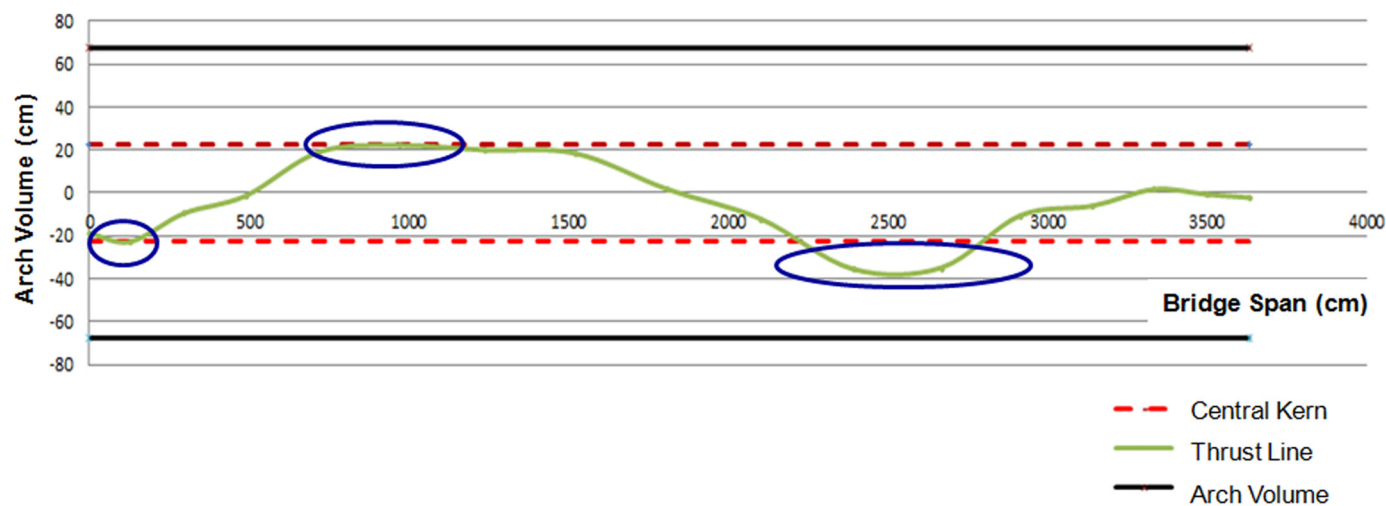 80
60
40
20
0
-20
-40
-60
-80
Arch Volume (cm)
0 500 1000 1500 2000 2500 3000 3500 4000
Bridge Span (cm)
Central Kern
Thrust Line
Arch Volume